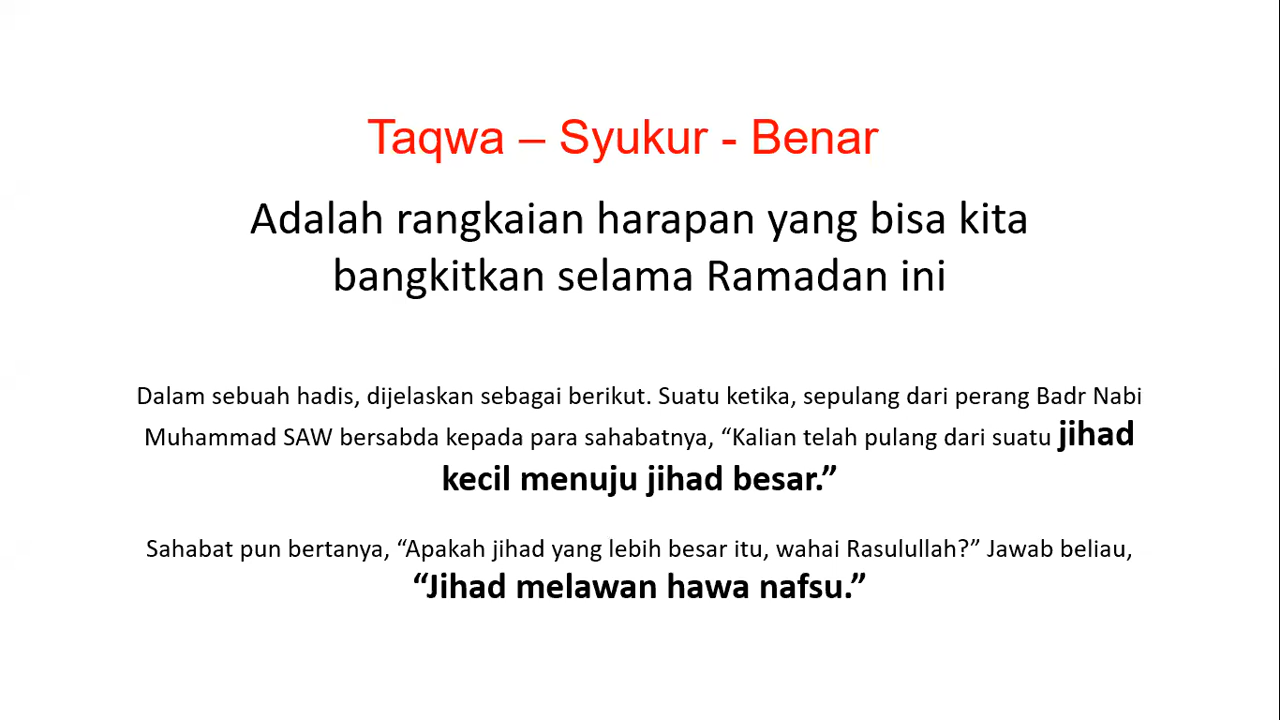 Taqwa – Syukur - Benar
Adalah rangkaian harapan yang bisa kita
bangkitkan selama Ramadan ini
Dalam sebuah hadis, dijelaskan sebagai berikut. Suatu ketika, sepulang dari perang Badr Nabi
Muhammad SAW bersabda kepada para sahabatnya, “Kalian telah pulang dari suatu jihad
kecil menuju jihad besar.”
Sahabat pun bertanya, “Apakah jihad yang lebih besar itu, wahai Rasulullah?” Jawab beliau,
“Jihad melawan hawa nafsu.”